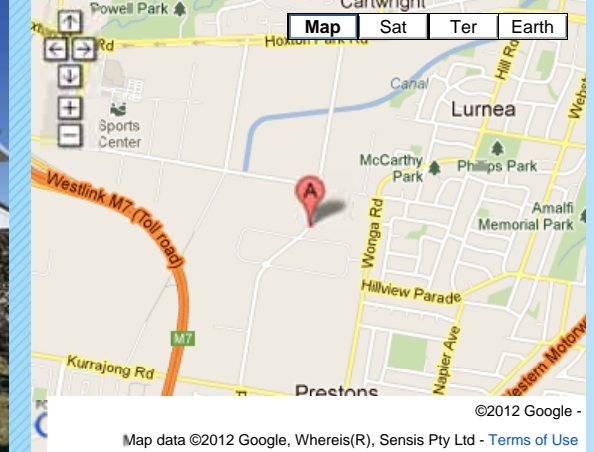 Powell Park
Cartwright
Map Sat Ter Earth
Rd
Hoxton Park Rd
Hill Rd
Canal
Lurnea
Sports
Center
McCarthy
Park
Phillips Park
Westlink M7 (Toll road)
A
Wonga Rd
Amalfi
Memorial Park
Hillview Parade
M7
Napier Ave
Kurrajong Rd
Prestons
©2012 Google -
Map data ©2012 Google, Whereis(R), Sensis Pty Ltd - Terms of Use